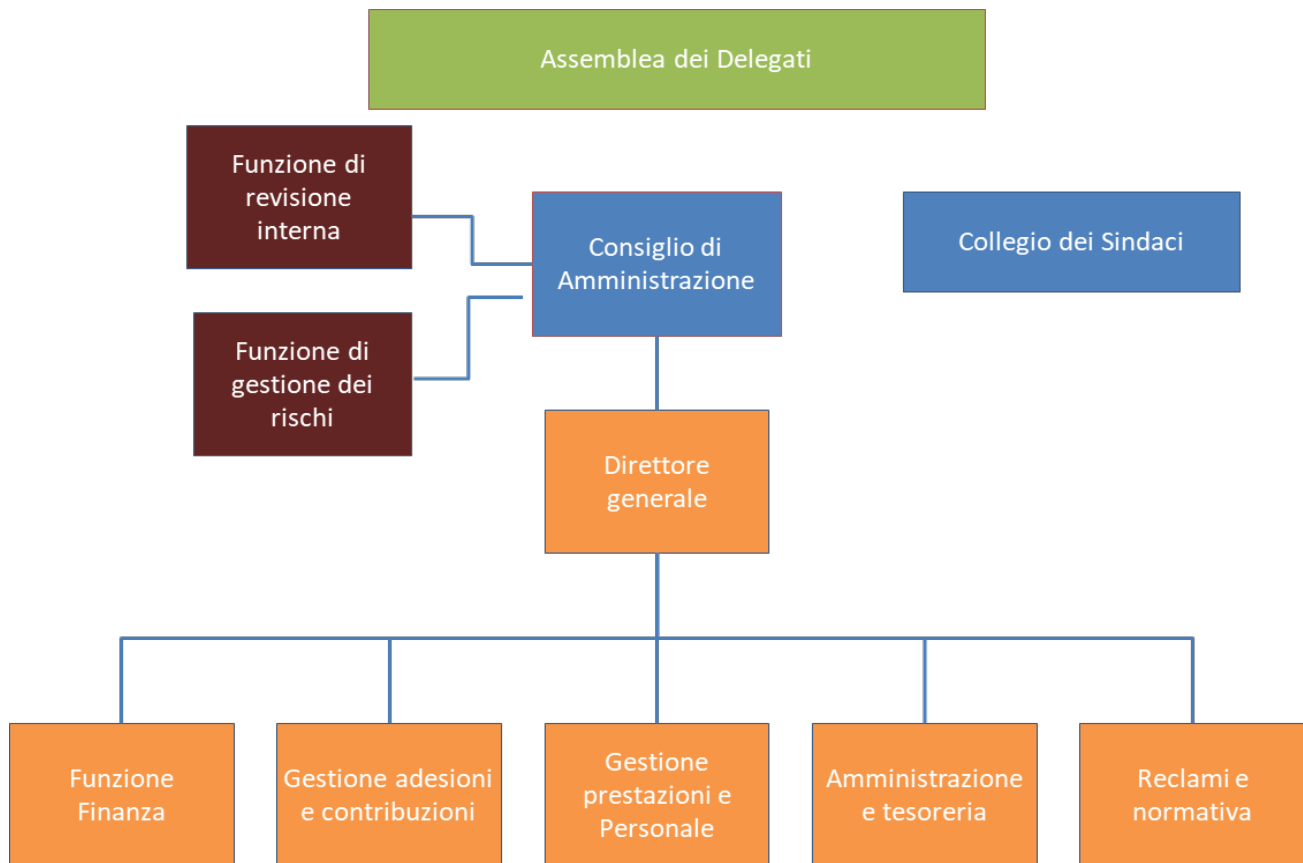 Assemblea dei Delegati
Funzione di
revisione
interna
Consiglio di
Amministrazione
Collegio dei Sindaci
Funzione di
gestione dei
rischi
Direttore
generale
Funzione
Finanza
Gestione adesioni
e contribuzioni
Gestione
prestazioni e
Personale
Amministrazione
e tesoreria
Reclami e
normativa